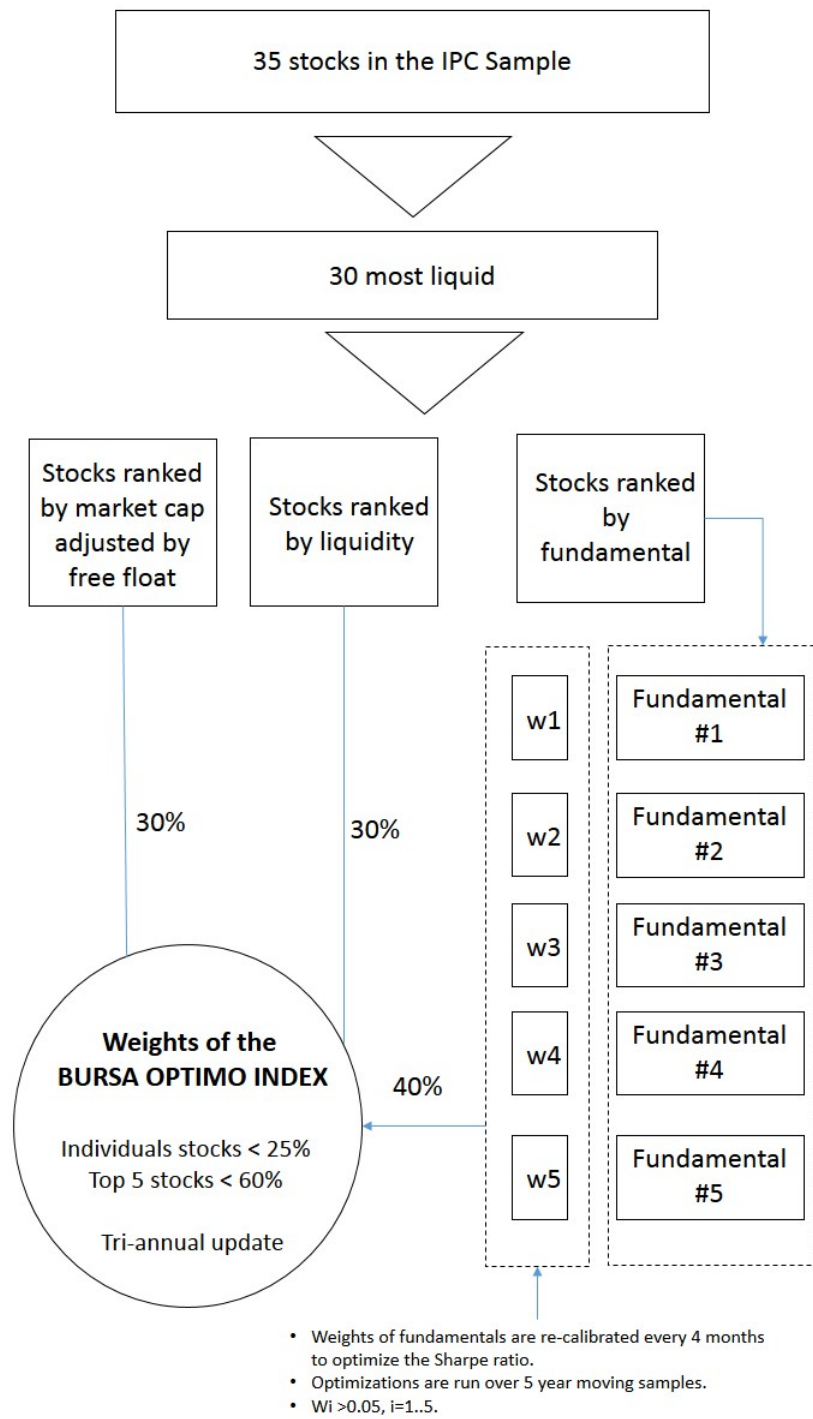 35 stocks in the IPC Sample
30 most liquid
Stocks ranked
by market cap
adjusted by
free float
Stocks ranked
by liquidity
Stocks ranked
by
fundamental
w1
Fundamental
#1
w2
Fundamental
#2
w3
Fundamental
#3
w4
Fundamental
#4
w5
Fundamental
#5
30%
30%
40%
Weights of the
BURSA OPTIMO INDEX
Individuals stocks < 25%
Top 5 stocks < 60%
Tri-annual update
• Weights of fundamentals are re-calibrated every 4 months
to optimize the Sharpe ratio.
• Optimizations are run over 5 year moving samples.
• Wi >0.05, i=1..5.